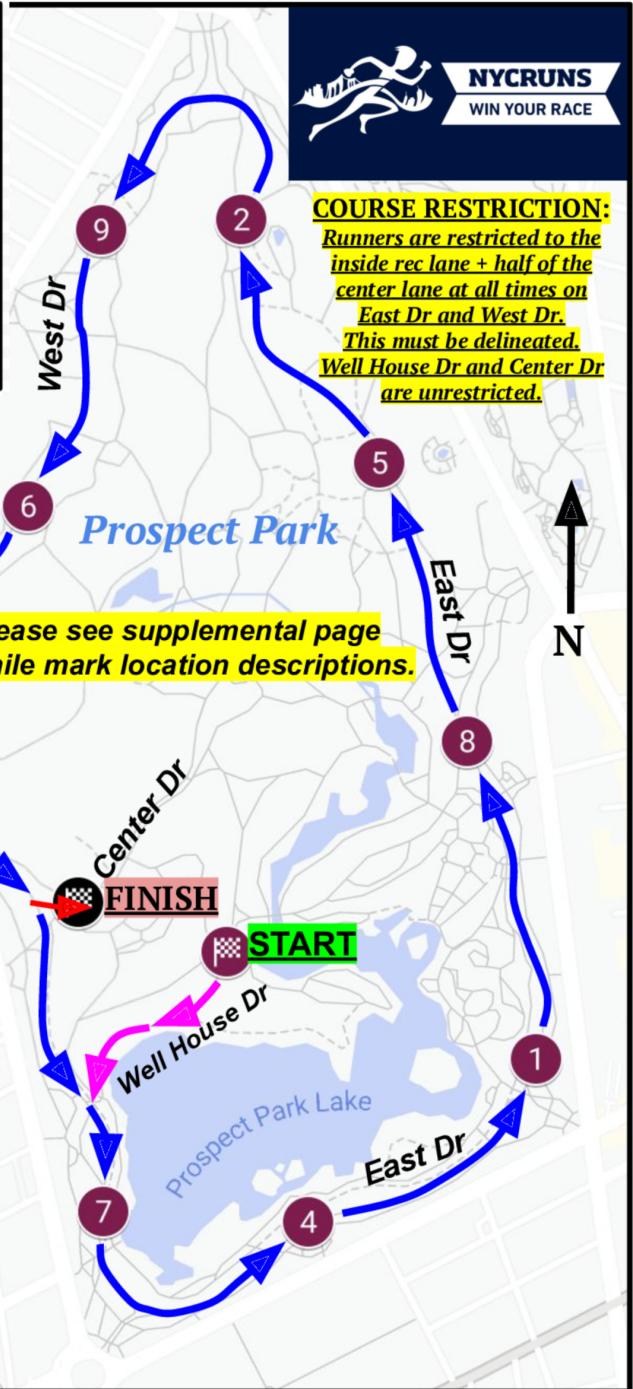 NYCRUNS
WIN YOUR RACE
COURSE RESTRICTION:
Runners are restricted to the
inside rec lane + half of the
center lane at all times on
East Dr and West Dr.
This must be delineated.
Well House Dr and Center Dr
are unrestricted.
9
2
West Dr
6
5
Prospect Park
East Dr
N
ease see supplemental page
ile mark location descriptions.
8
Center Dr
FINISH
START
Well House Dr
1
Prospect Park Lake
East Dr
7
4